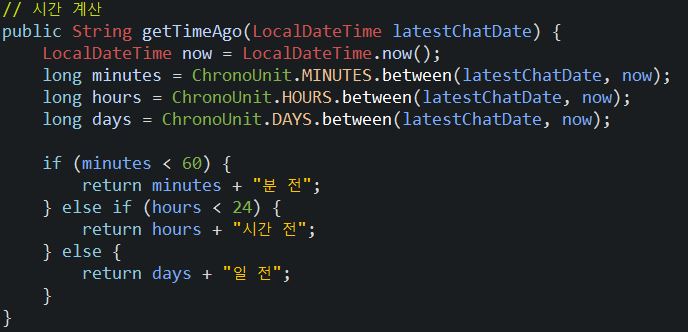 // 시간 계산
public String getTimeAgo(LocalDateTime latestChatDate) {
    LocalDateTime now = LocalDateTime.now();
    long minutes = ChronoUnit.MINUTES.between(latestChatDate, now);
    long hours = ChronoUnit.HOURS.between(latestChatDate, now);
    long days = ChronoUnit.DAYS.between(latestChatDate, now);

    if (minutes < 60) {
        return minutes + "분 전";
    } else if (hours < 24) {
        return hours + "시간 전";
    } else {
        return days + "일 전";
    }
}